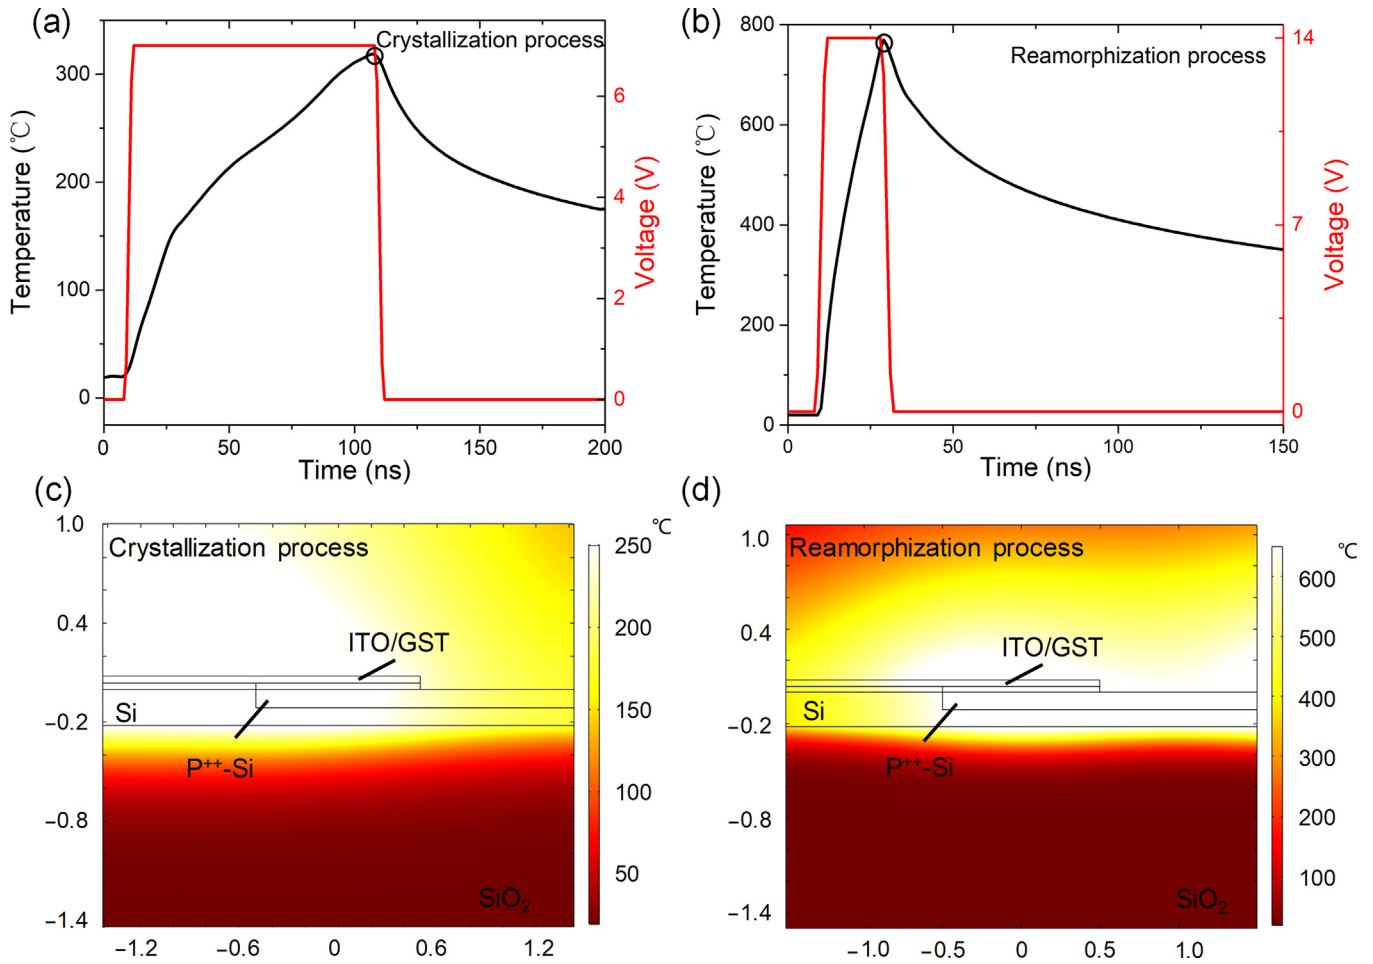 (a)
Crystallization process
Temperature (℃)
300
200
100
0
6
4
2
0
Voltage (V)
0
50
100
150
200
Time (ns)
(b)
Reamorphization process
Temperature (℃)
800
600
400
200
0
14
7
0
Voltage (V)
0
50
100
150
Time (ns)
(c)
Crystallization process
1.0
0.4
−0.2
−0.8
−1.4
ITO/GST
Si
P++-Si
SiO2
−1.2
−0.6
0
0.6
1.2
℃
250
200
150
100
50
(d)
Reamorphization process
1.0
0.4
−0.2
−0.8
−1.4
ITO/GST
Si
P++-Si
SiO2
−1.0
−0.5
0
0.5
1.0
℃
600
500
400
300
200
100